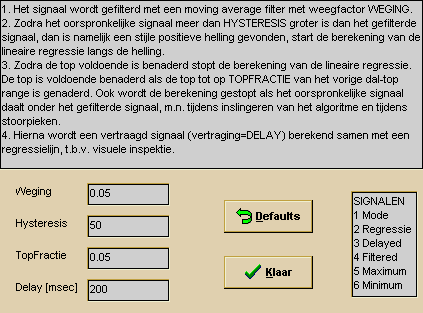 1. Het signaal wordt gefilterd met een moving average filter met weegfactor WEGING.
2. Zodra het oorspronkelijke signaal meer dan HYSTERESIS groter is dan het gefilterde
signaal, dan is namelijk een stijle positieve helling gevonden, start de berekening van de
lineaire regressie langs de helling.
3. Zodra de top voldoende is benaderd stopt de berekening van de lineaire regressie.
De top is voldoende benaderd als de top tot op TOPFRACTIE van het vorige dal-top
range is genaderd. Ook wordt de berekening gestopt als het oorspronkelijke signaal
daalt onder het gefilterde signaal, m.n. tijdens inslingeren van het algoritme en tijdens
stoorpieken.
4. Hierna wordt een vertraagd signaal (vertraging=DELAY) berekend samen met een
regressielijn, t.b.v. visuele inspektie.
Weging 0.05
Hysteresis 50
TopFractie 0.05
Delay [msec] 200
Defaults
Klaar
SIGNALEN
1 Mode
2 Regressie
3 Delayed
4 Filtered
5 Maximum
6 Minimum